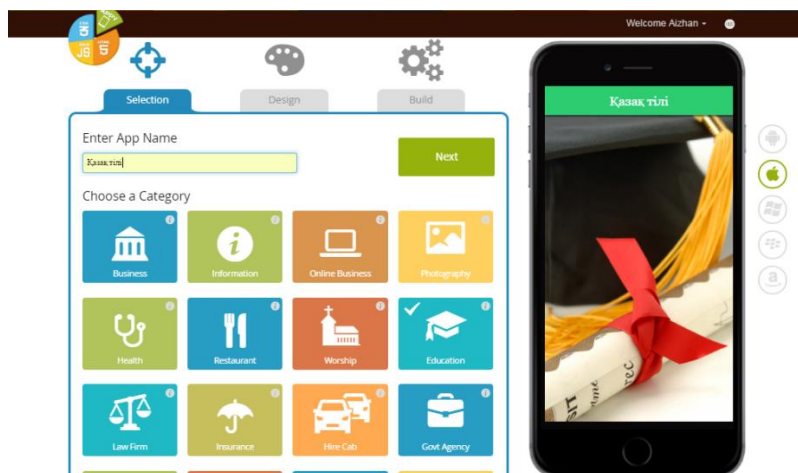 Welcome Aizhan
Selection
Design
Build
Enter App Name
Қазақ тілі
Next
Choose a Category
Business
Information
Online Business
Photography
Health
Restaurant
Worship
Education
Law Firm
Insurance
Hire Cab
Govt Agency
Қазақ тілі